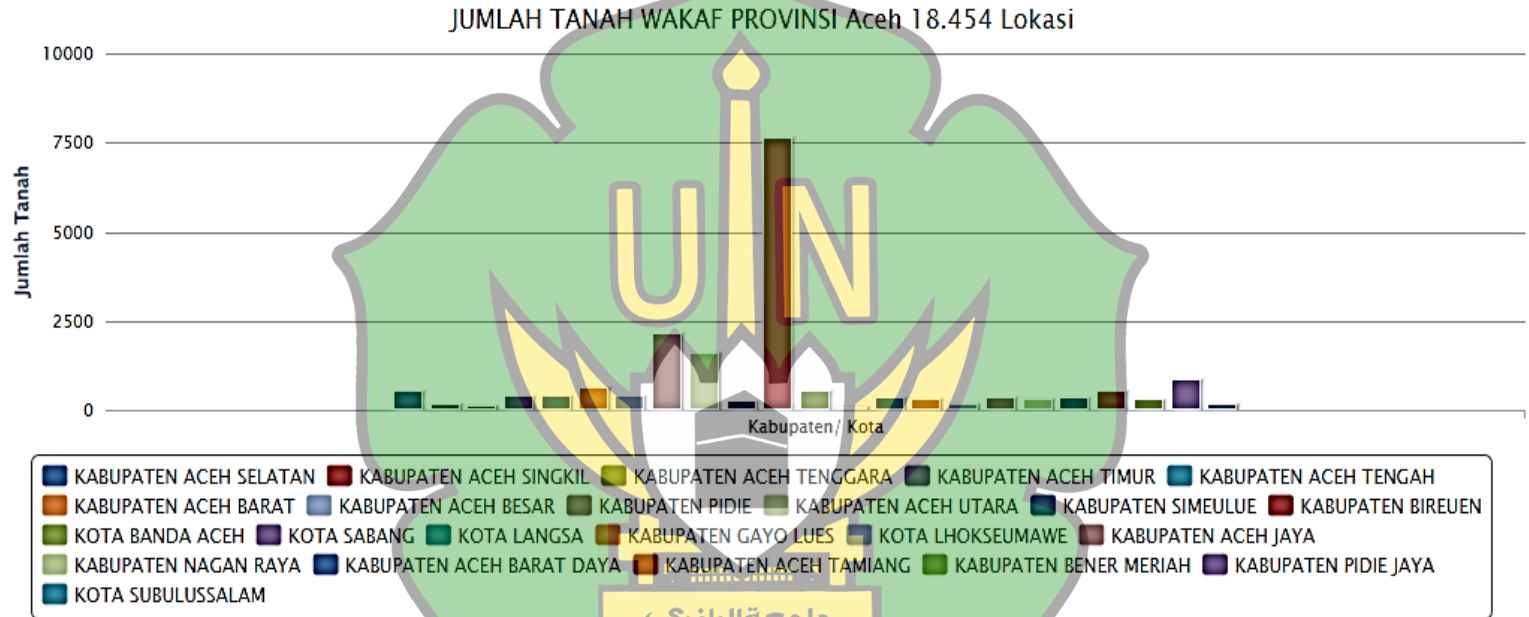 JUMLAH TANAH WAKAF PROVINSI Aceh 18.454 Lokasi
10000
7500
5000
2500
0
Jumlah Tanah
U N
Kabupaten/ Kota
KABUPATEN ACEH SELATAN KABUPATEN ACEH SINGKIL KABUPATEN ACEH TENGGARA KABUPATEN ACEH TIMUR KABUPATEN ACEH TENGAH
KABUPATEN ACEH BARAT KABUPATEN ACEH BESAR KABUPATEN PIDIE KABUPATEN ACEH UTARA KABUPATEN SIMEULUE KABUPATEN BIREUEN
KOTA BANDA ACEH KOTA SABANG KOTA LANGSA KABUPATEN GAYO LUES KOTA LHOKSEUMAWE KABUPATEN ACEH JAYA
KABUPATEN NAGAN RAYA KABUPATEN ACEH BARAT DAYA KABUPATEN ACEH TAMIANG KABUPATEN BENER MERIAH KABUPATEN PIDIE JAYA
KOTA SUBULUSSALAM